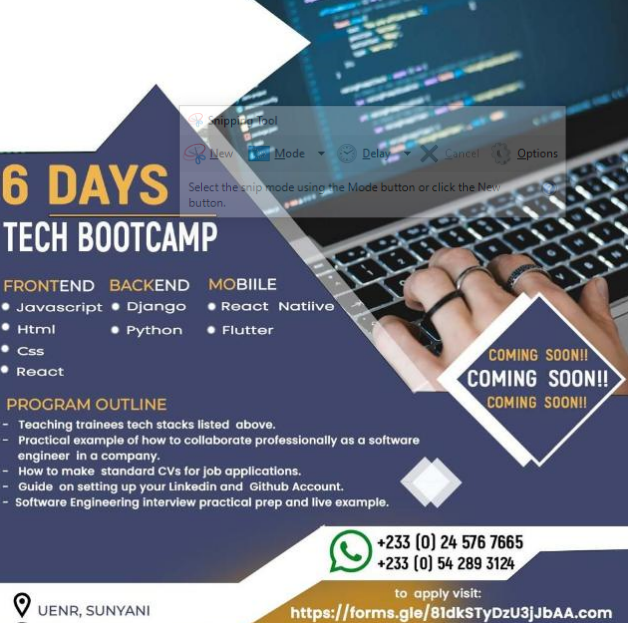 Snipping Tool
New Mode Delay Cancel Options
Select the snip mode using the Mode button or click the New
button.
6 DAYS
TECH BOOTCAMP
FRONTEND BACKEND MOBIILE
Javascript Django React Natiive
Html Python Flutter
Css
React
COMING SOON!!
COMING SOON!!
COMING SOON!!
PROGRAM OUTLINE
- Teaching trainees tech stacks listed above.
- Practical example of how to collaborate professionally as a software
engineer in a company.
- How to make standard CVs for job applications.
- Guide on setting up your Linkedin and Github Account.
- Software Engineering interview practical prep and live example.
+233 (0) 24 576 7665
+233 (0) 54 289 3124
to apply visit:
UENR, SUNYANI
https://forms.gle/81dkSTyDzU3jJbAA.com